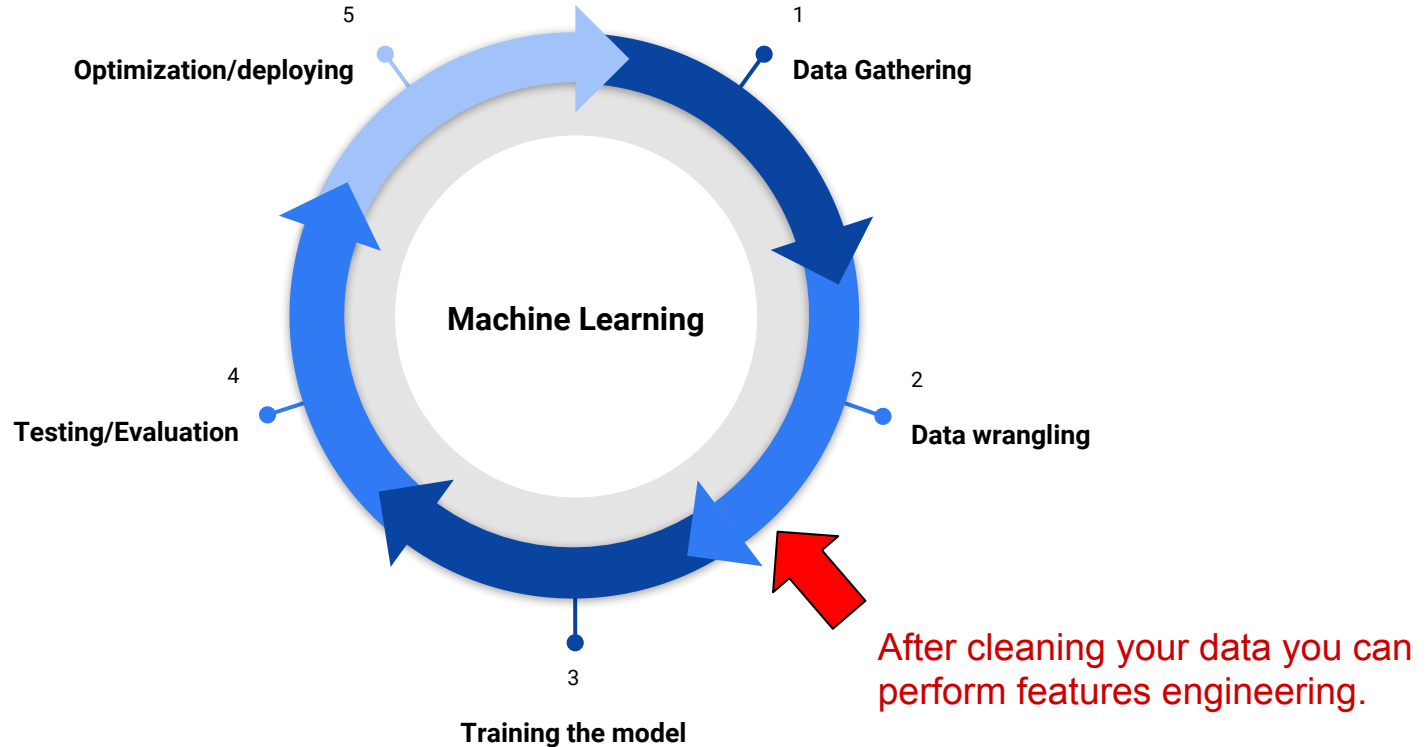 5
Optimization/deploying
1
Data Gathering
Machine Learning
4
Testing/Evaluation
2
Data wrangling
3
Training the model
After cleaning your data you can
perform features engineering.